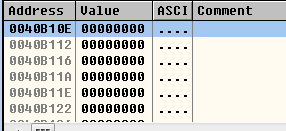 Address Value ASCI Comment
0040B10E 00000000 ....
0040B112 00000000 ....
0040B116 00000000 ....
0040B11A 00000000 ....
0040B11E 00000000 ....
0040B122 00000000 ....